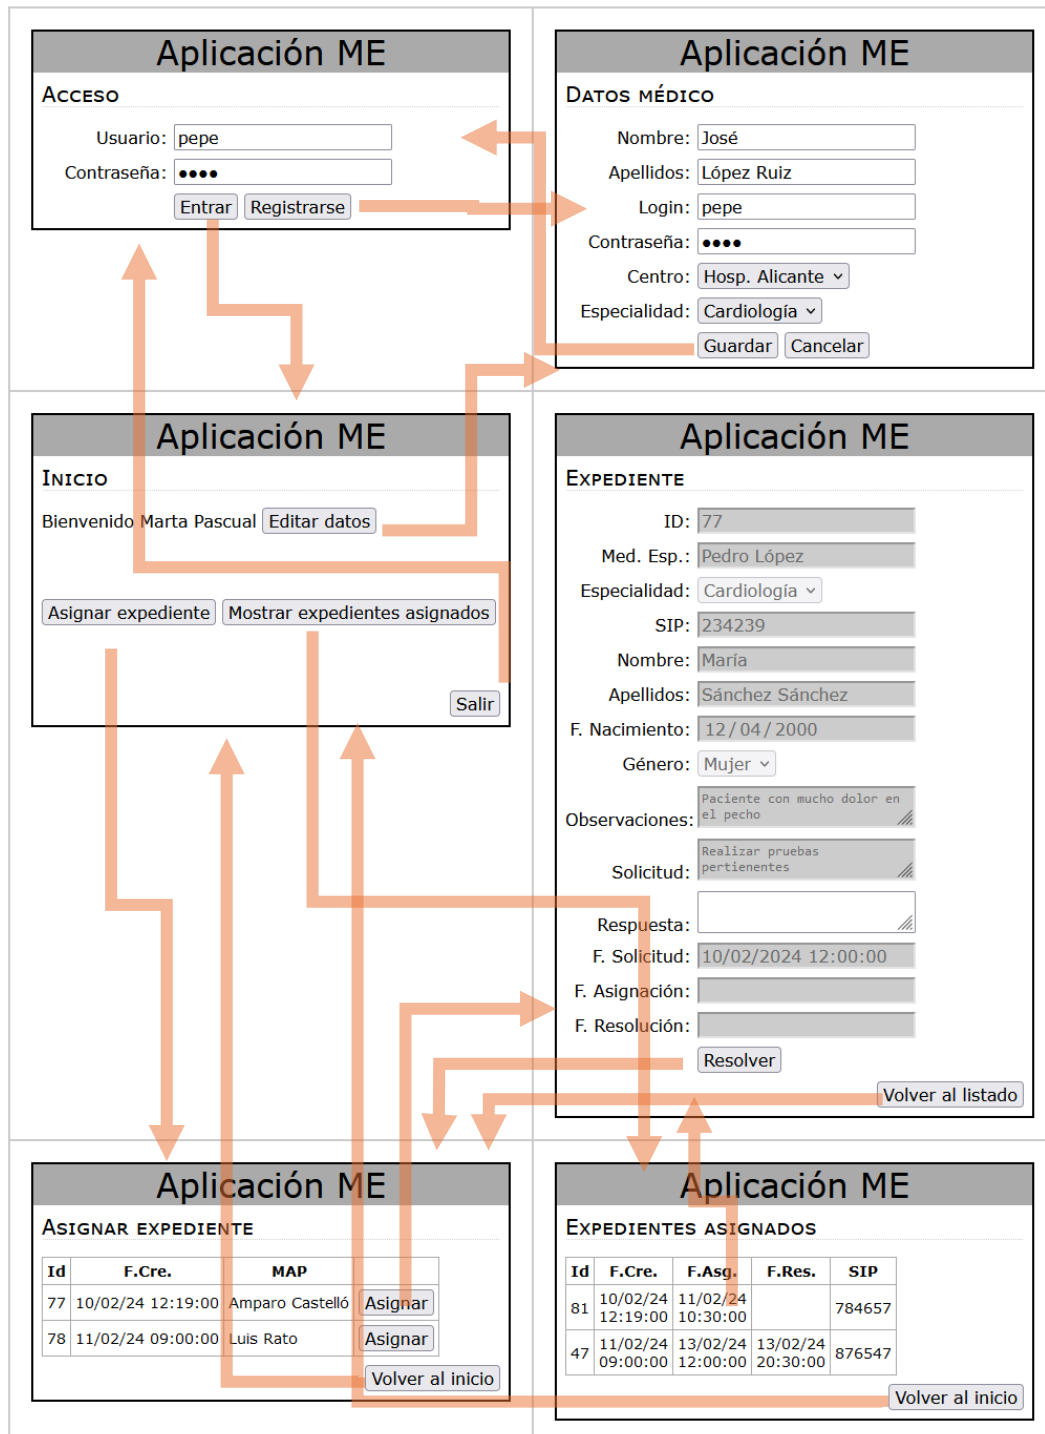 Aplicación ME
Acceso
Usuario: pepe
Contraseña: ●●●●
Entrar Registrarse
Aplicación ME
Datos médico
Nombre: José
Apellidos: López Ruiz
Login: pepe
Contraseña: ●●●●
Centro: Hosp. Alicante
Especialidad: Cardiología
Guardar Cancelar
Aplicación ME
Inicio
Bienvenido Marta Pascual Editar datos
Asignar expediente Mostrar expedientes asignados
Salir
Aplicación ME
Expediente
ID: 77
Med. Esp.: Pedro López
Especialidad: Cardiología
SIP: 234239
Nombre: María
Apellidos: Sánchez Sánchez
F. Nacimiento: 12/04/2000
Género: Mujer
Paciente con mucho dolor en
el pecho
Observaciones:
Realizar pruebas
pertienentes
Solicitud:
Respuesta:
F. Solicitud: 10/02/2024 12:00:00
F. Asignación:
F. Resolución:
Resolver
Volver al listado
Aplicación ME
Asignar expediente
Id F.Cre. MAP
77 10/02/24 12:19:00 Amparo Castelló Asignar
78 11/02/24 09:00:00 Luis Rato Asignar
Volver al inicio
Aplicación ME
Expedientes asignados
Id F.Cre. F.Asg. F.Res. SIP
81 10/02/24 12:19:00 11/02/24 10:30:00 784657
47 11/02/24 09:00:00 13/02/24 12:00:00 13/02/24 20:30:00 876547
Volver al inicio